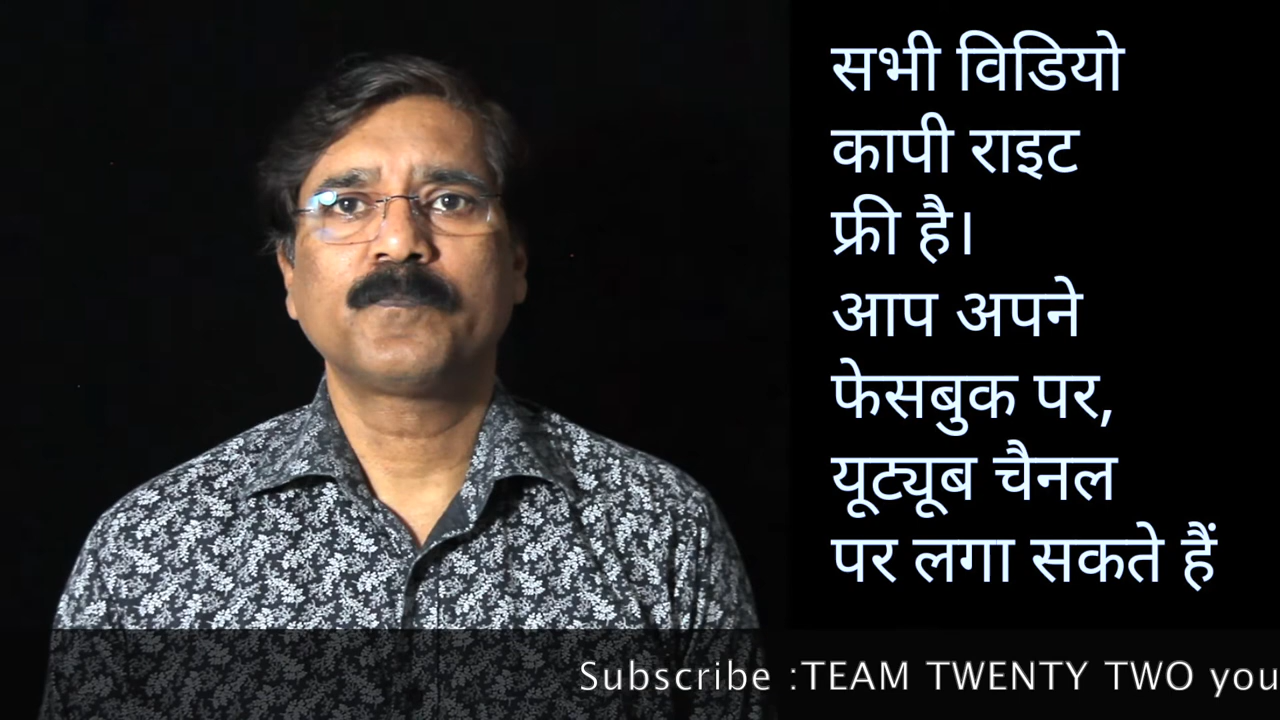 सभी विडियो
कापी राइट
फ्री है।
आप अपने
फेसबुक पर,
यूट्यूब चैनल
पर लगा सकते हैं
Subscribe :TEAM TWENTY TWO you